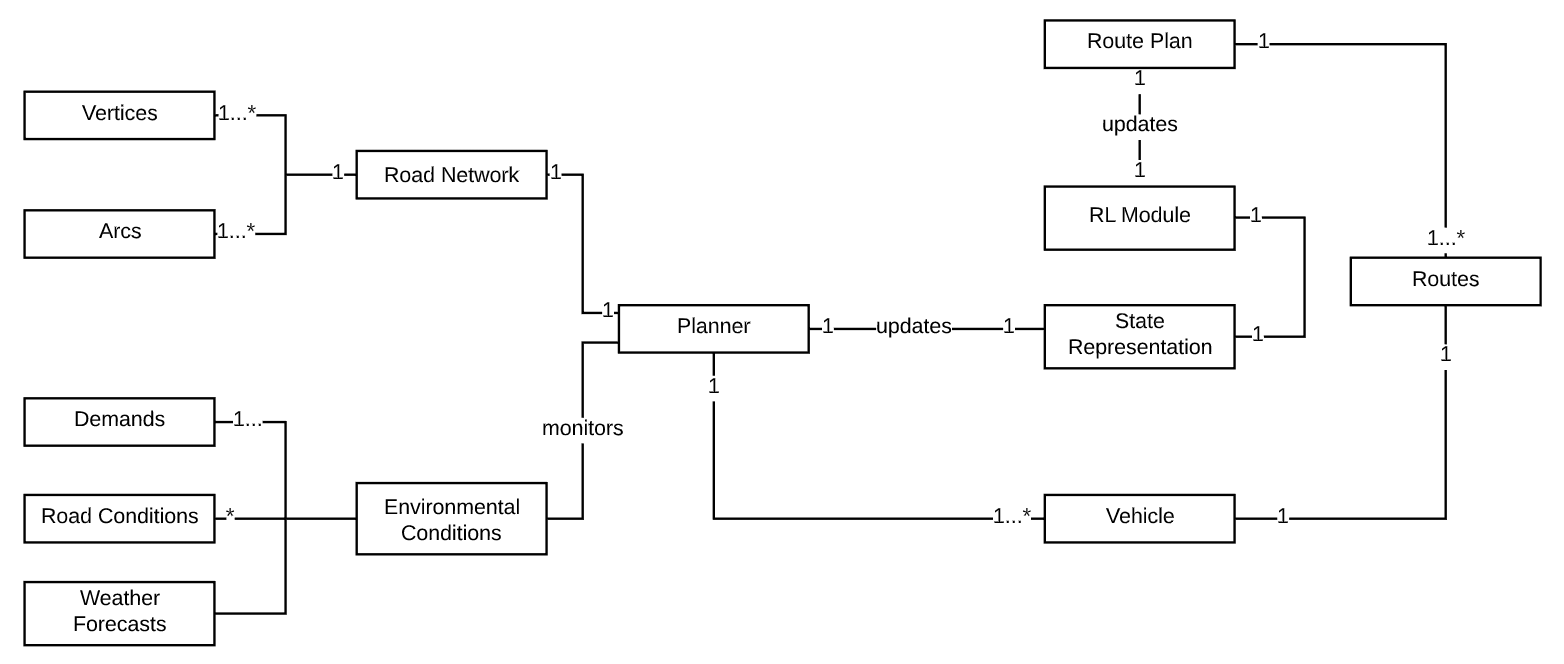 Route Plan
1
1
updates
1
Vertices
1...*
1
Road Network
1
Arcs
1...*
RL Module
1
1...*
Routes
1
Planner
1
updates
1
State
Representation
1
1
1
monitors
Demands
1...
Road Conditions
*
Environmental
Conditions
1...*
Vehicle
1
Weather
Forecasts